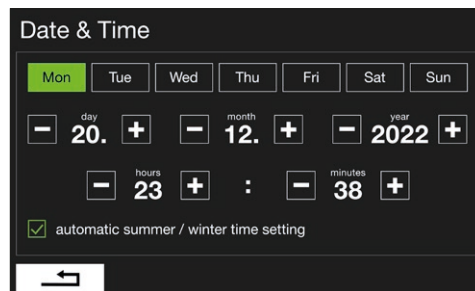 Date & Time
Mon Tue Wed Thu Fri Sat Sun
day month year
− 20. + − 12. + − 2022 +
hours minutes
− 23 + : − 38 +
automatic summer / winter time setting